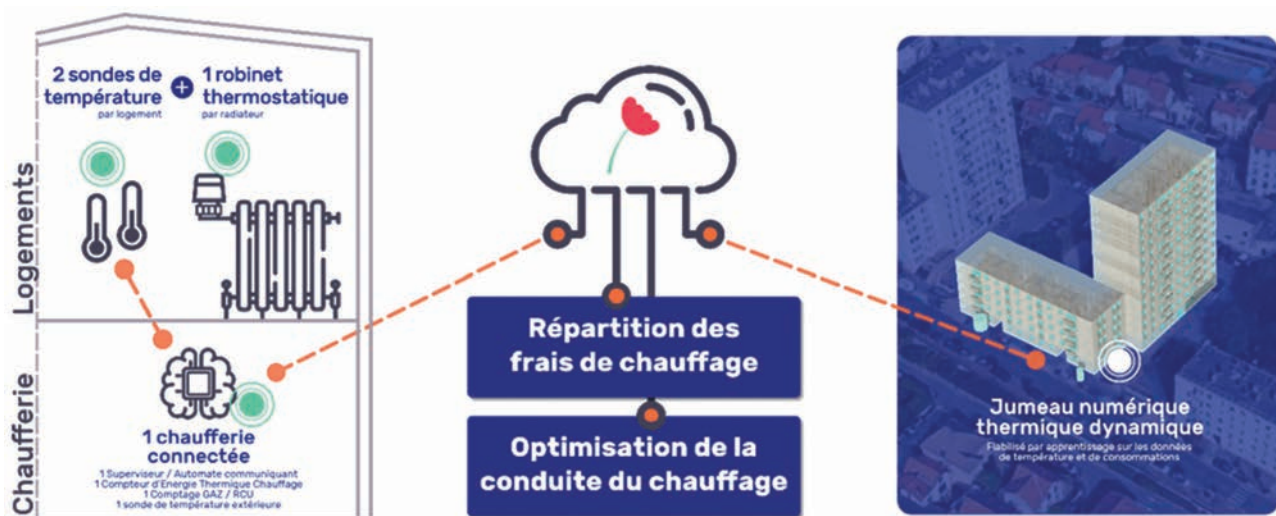 2 sondes de
température
par logement
+
1 robinet
thermostatique
par radiateur
Logements
Chaufferie
1 chaufferie
connectée
1 Superviseur / Automate communiquant
1 Compteur d'Energie Thermique Chauffage
1 Comptage GAZ / RCU
1 sonde de température extérieure
Répartition des
frais de chauffage
Optimisation de la
conduite du chauffage
Jumeau numérique
thermique dynamique
Fiabilisé par apprentissage sur les données
de température et de consommations